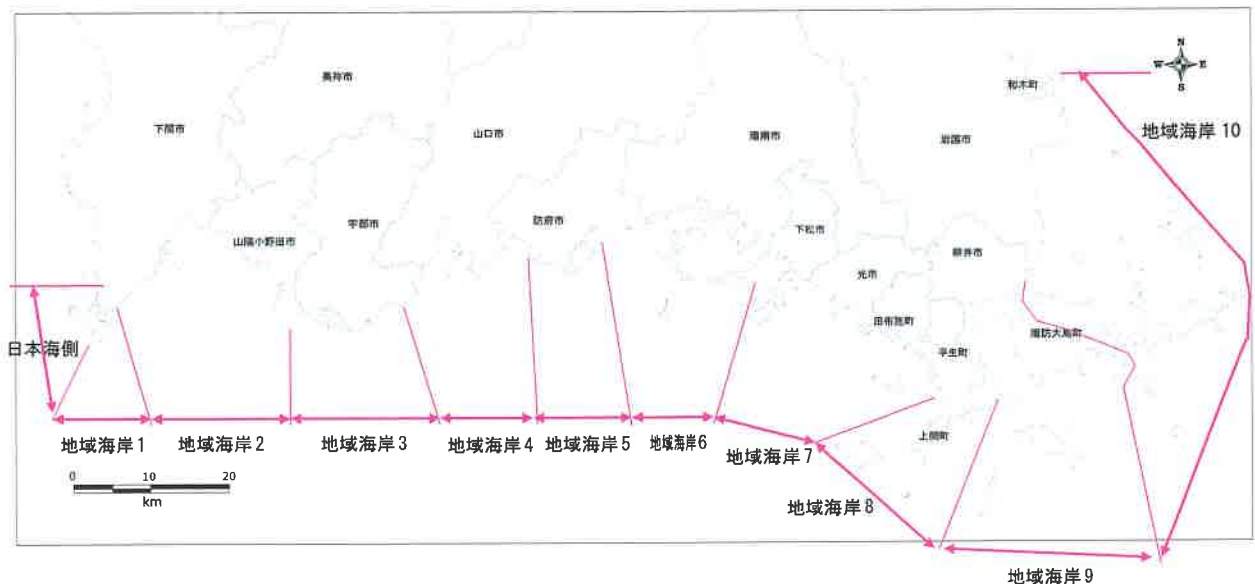 N
W E
S
和木町
美祢市
下関市
山口市
周南市
岩国市
地域海岸 10
宇部市
防府市
山陽小野田市
下松市
柳井市
光市
田布施町
周防大島町
平生町
日本海側
上関町
地域海岸 1
地域海岸 2
地域海岸 3
地域海岸 4
地域海岸 5
地域海岸 6
地域海岸 7
0 10 20
km
地域海岸 8
地域海岸 9